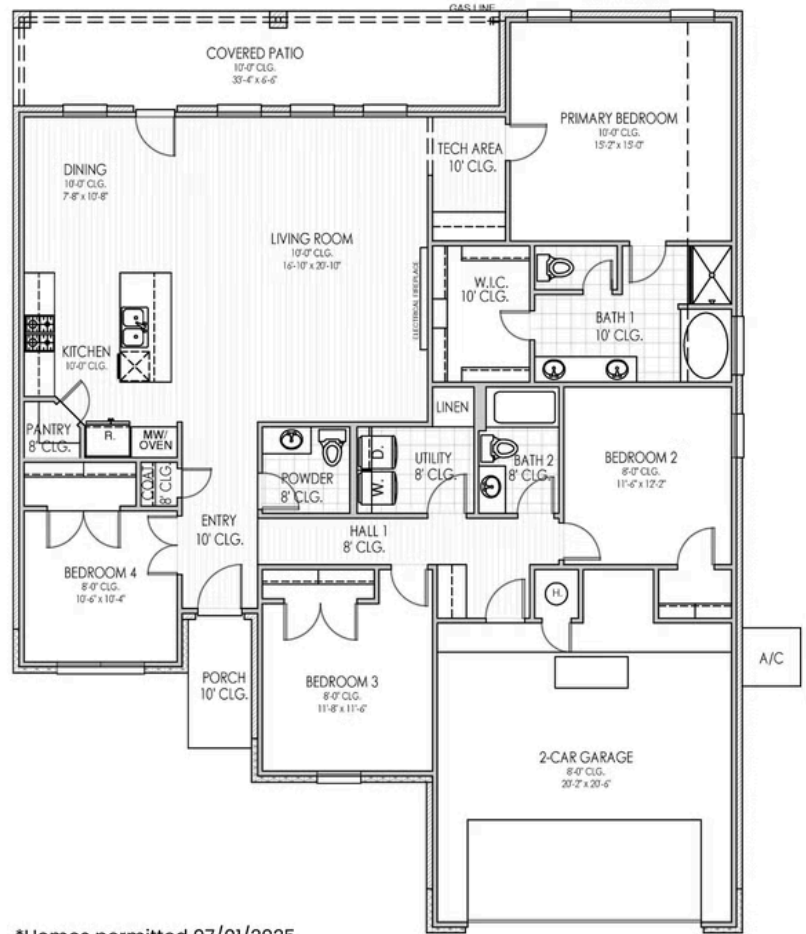 GAS LINE
COVERED PATIO
10'-0" CLG.
33'-4" x 6'-6"
PRIMARY BEDROOM
10'-0" CLG.
15'-2" x 15'-0"
TECH AREA
10' CLG.
DINING
10'-0" CLG.
7'-8" x 10'-8"
LIVING ROOM
10'-0" CLG.
16'-10" x 20'-10"
ELECTRICAL FIREPLACE
W.I.C.
10' CLG.
BATH 1
10' CLG.
KITCHEN
10'-0" CLG.
PANTRY
8' CLG.
R.
MW/
OVEN
LINEN
COAT
8' CLG.
POWDER
8' CLG.
D.
W.
UTILITY
8' CLG.
BATH 2
8' CLG.
BEDROOM 2
8'-0" CLG.
11'-6" x 12'-2"
ENTRY
10' CLG.
HALL 1
8' CLG.
BEDROOM 4
8'-0" CLG.
10'-6" x 10'-4"
H.
PORCH
10' CLG.
BEDROOM 3
8'-0" CLG.
11'-8" x 11'-6"
A/C
2-CAR GARAGE
8'-0" CLG.
20'-2" x 20'-6"
*Homes permitted 07/01/2025